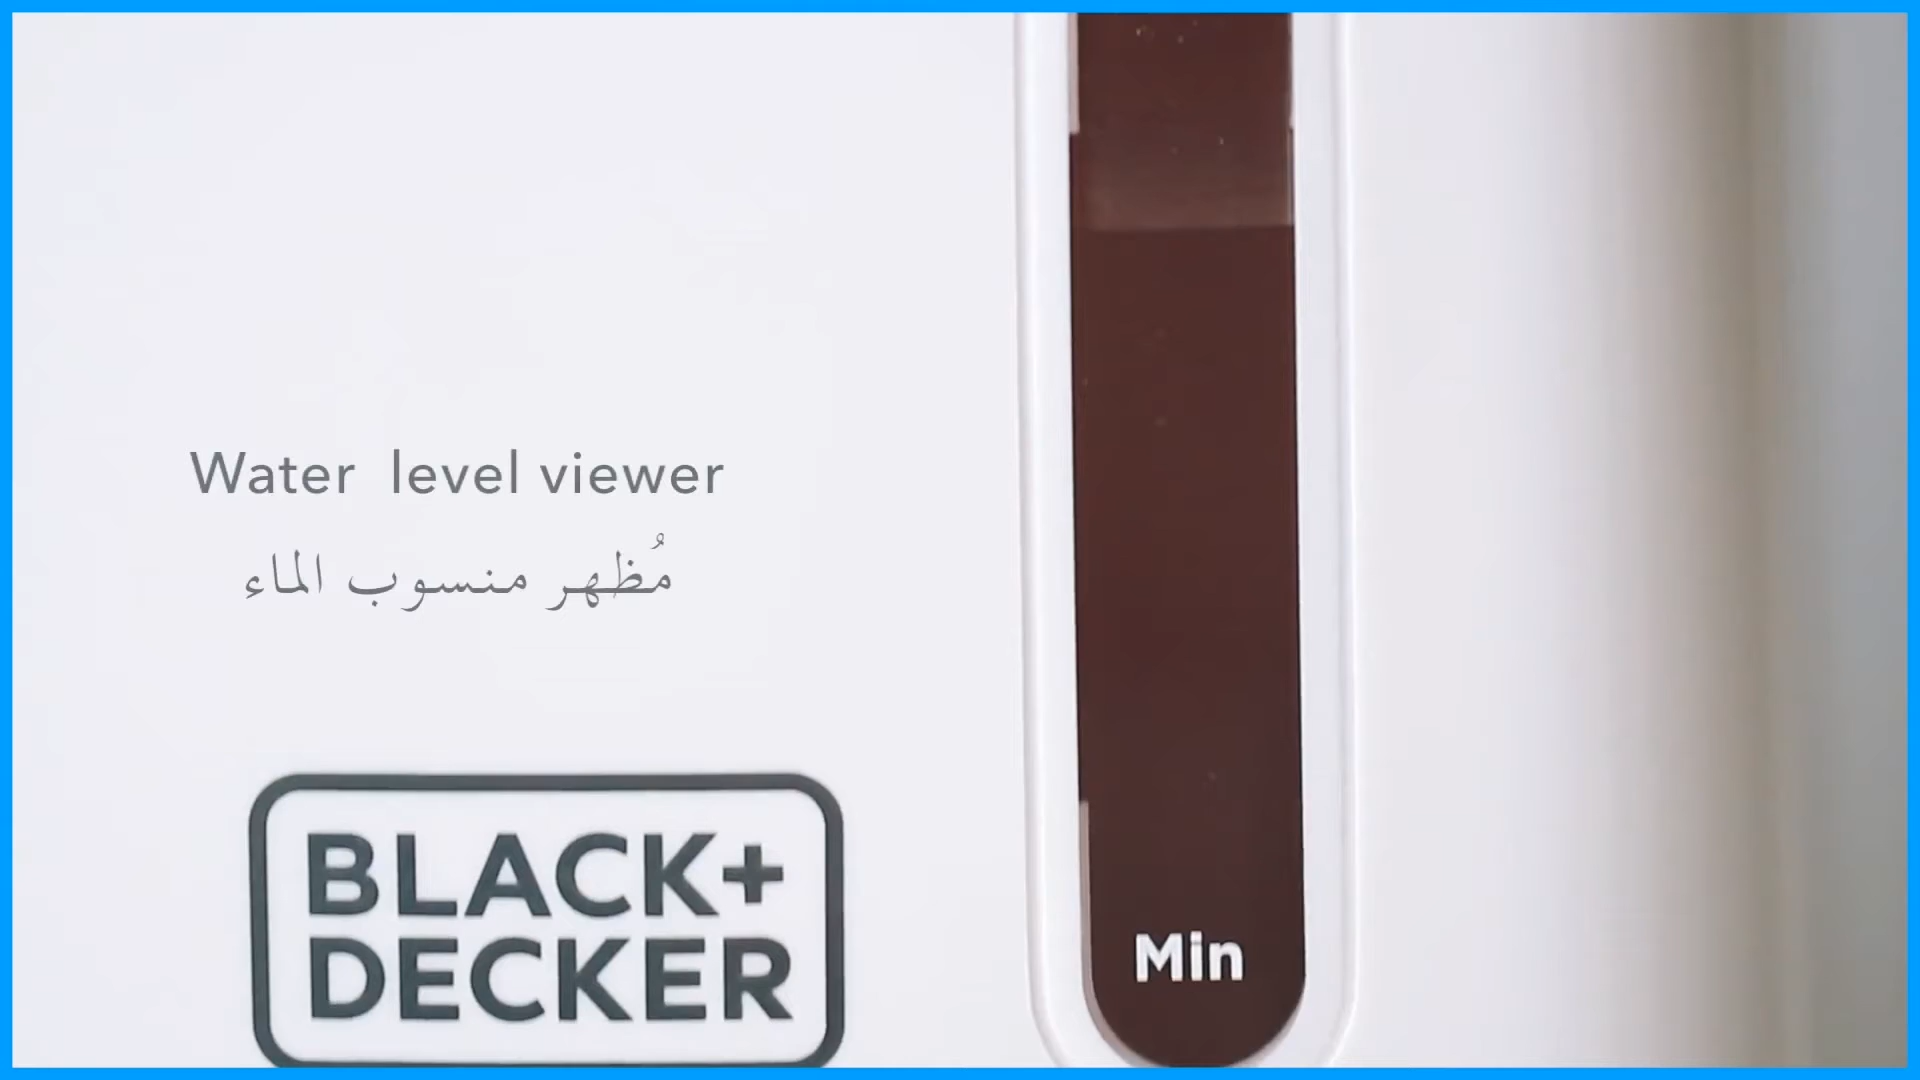 Water level viewer
مُظهر منسوب الماء
BLACK+
DECKER
Min